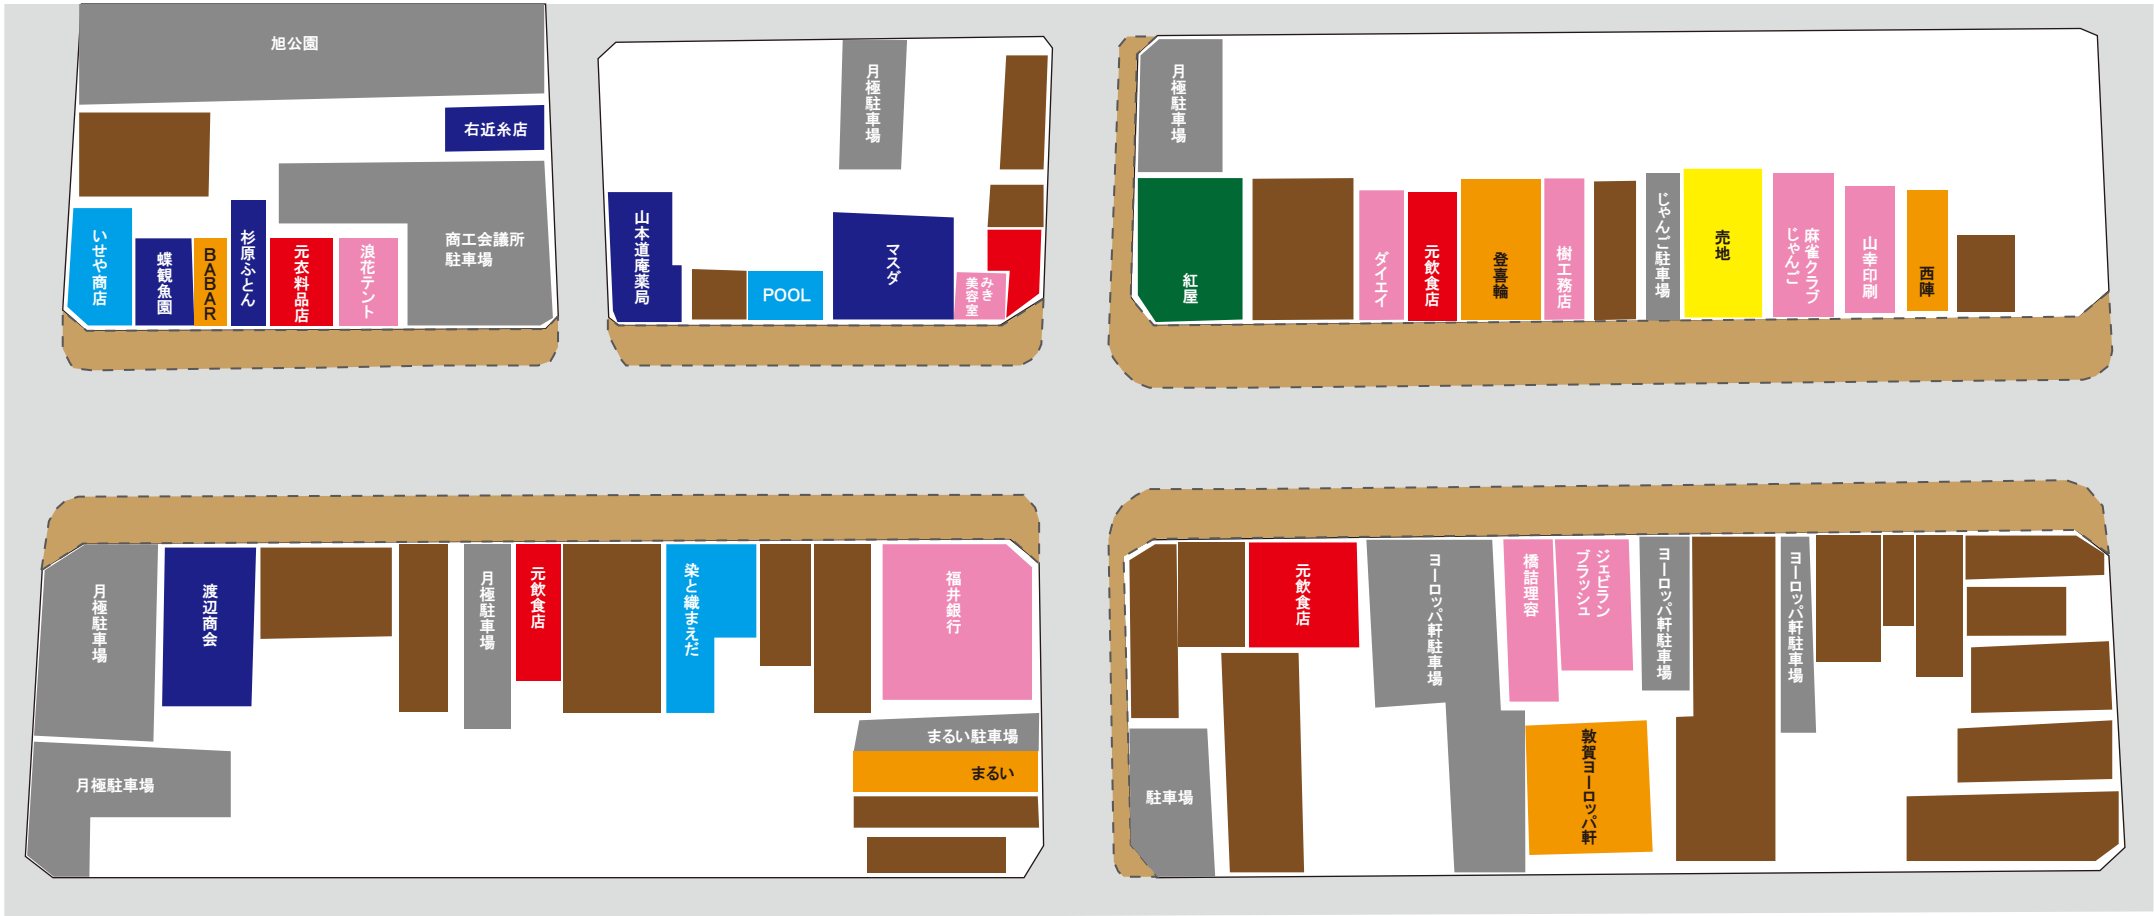 旭公園
右近糸店
商工会議所
駐車場
いせや商店
蝶観魚園
BABAR
杉原ふとん
元衣料品店
浪花テント
月極駐車場
山本道庵薬局
POOL
マスダ
みき
美容室
月極駐車場
紅屋
ダイエイ
元飲食店
登喜輪
樹工務店
じゃんご駐車場
売地
麻雀クラブ
じゃんご
山幸印刷
西陣
月極駐車場
渡辺商会
月極駐車場
元飲食店
染と織まえだ
福井銀行
まるい駐車場
まるい
月極駐車場
元飲食店
ヨーロッパ軒駐車場
橋詰理容
ジェビラン
ブラッシュ
ヨーロッパ軒駐車場
ヨーロッパ軒駐車場
敦賀ヨーロッパ軒
駐車場